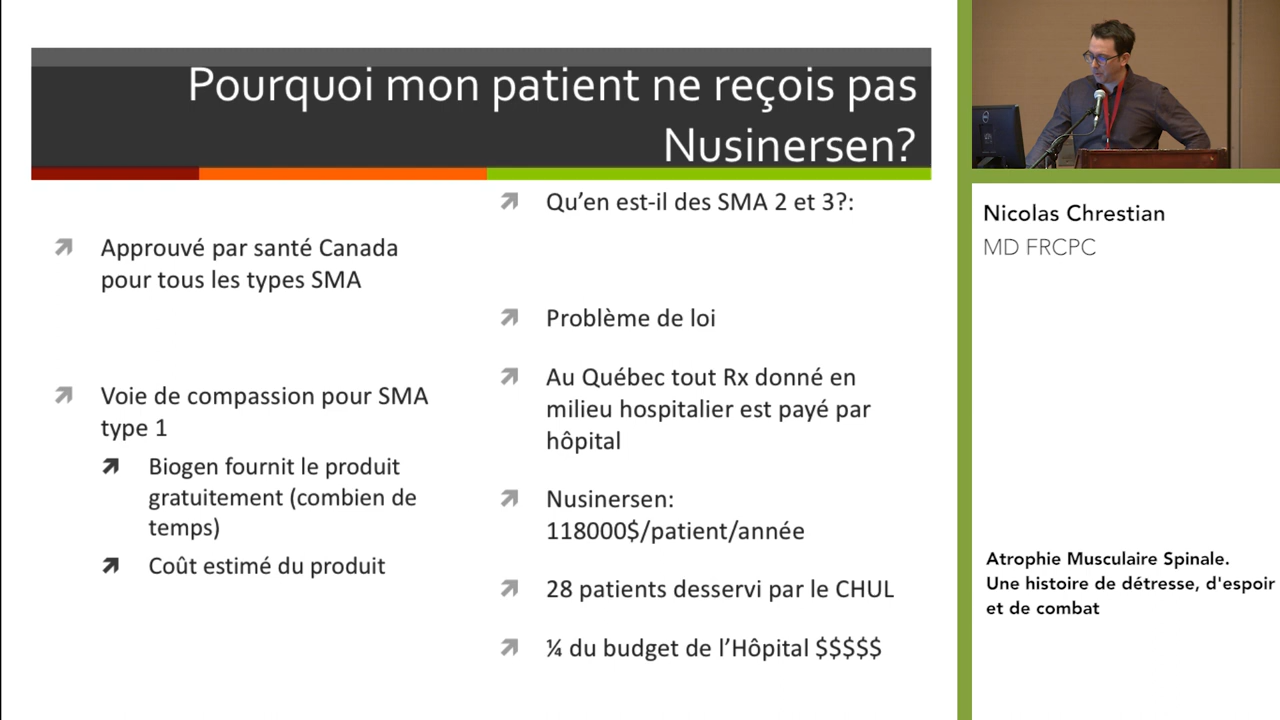 Pourquoi mon patient ne reçois pas
Nusinersen?
Approuvé par santé Canada
pour tous les types SMA
Voie de compassion pour SMA
type 1
Biogen fournit le produit
gratuitement (combien de
temps)
Coût estimé du produit
Qu’en est-il des SMA 2 et 3?:
Problème de loi
Au Québec tout Rx donné en
milieu hospitalier est payé par
hôpital
Nusinersen:
118000$/patient/année
28 patients desservi par le CHUL
¼ du budget de l’Hôpital $$$$$
Nicolas Chrestian
MD FRCPC
Atrophie Musculaire Spinale.
Une histoire de détresse, d'espoir
et de combat